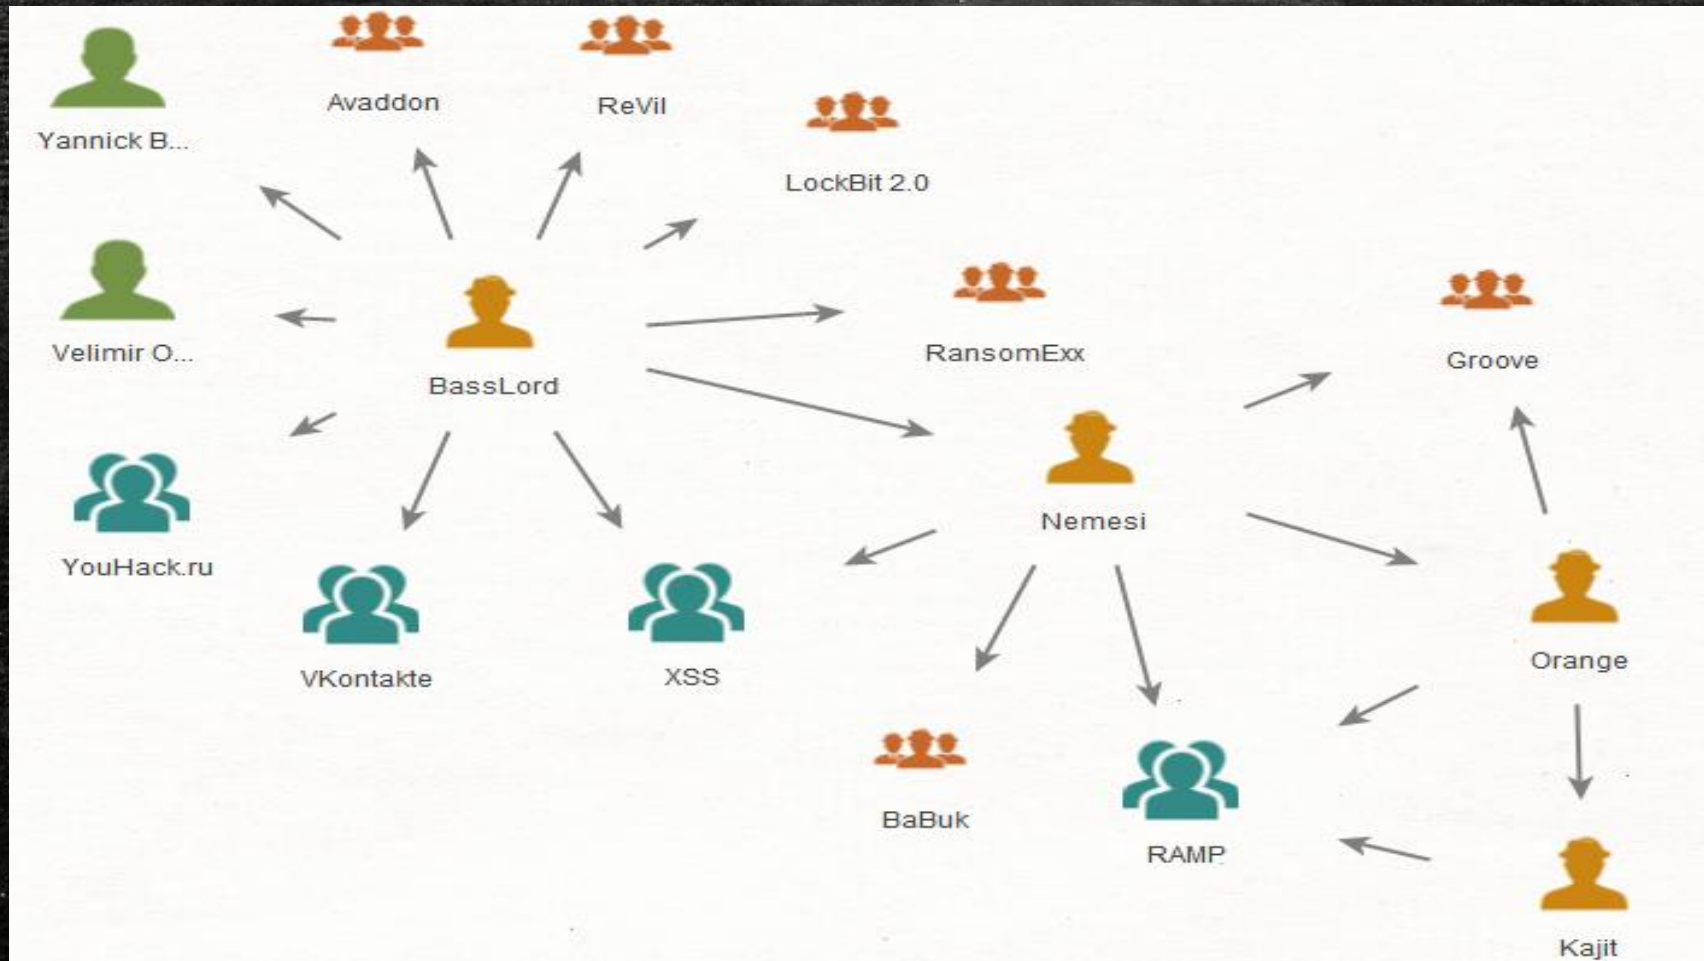 Avaddon
ReVil
Yannick B...
LockBit 2.0
Velimir O...
BassLord
RansomExx
Groove
Nemesi
YouHack.ru
VKontakte
XSS
Orange
BaBuk
RAMP
Kajit